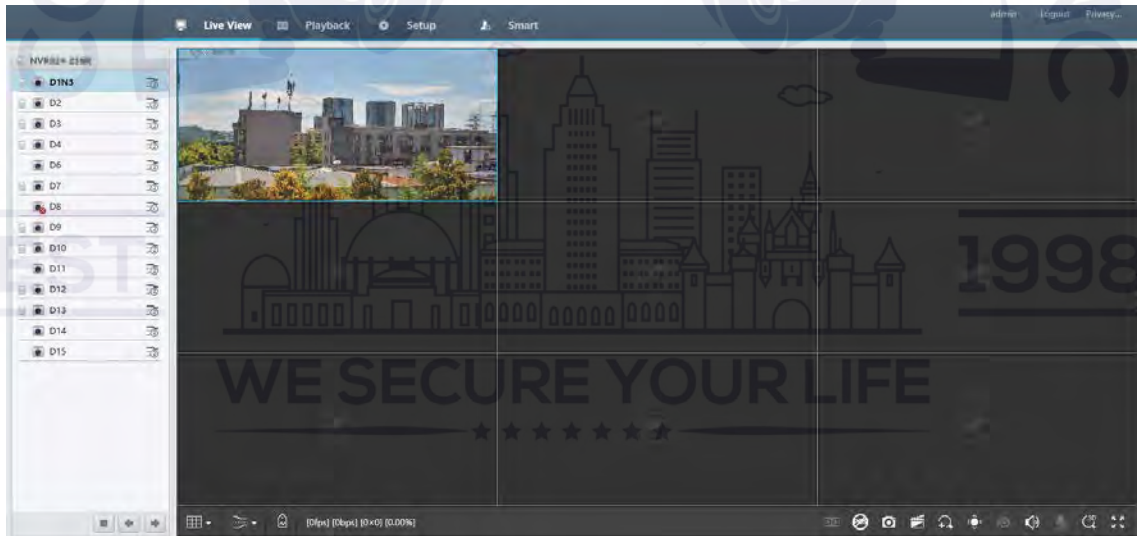 Live View Playback Setup Smart
admin Logout Privacy...
D1N3
D2
D3
D4
D6
D7
D8
D9
D10
D11
D12
D13
D14
D15
EST
1998
WE SECURE YOUR LIFE
[0fps] [0bps] [0×0] [0.00%]